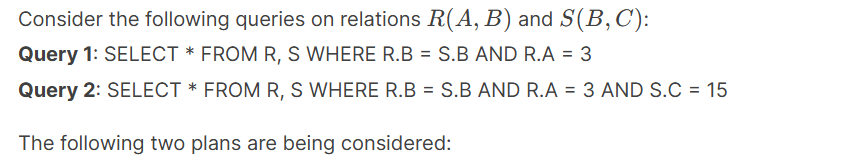 Consider the following queries on relations R(A, B) and S(B, C):
Query 1: SELECT * FROM R, S WHERE R.B = S.B AND R.A = 3
Query 2: SELECT * FROM R, S WHERE R.B = S.B AND R.A = 3 AND S.C = 15
The following two plans are being considered: